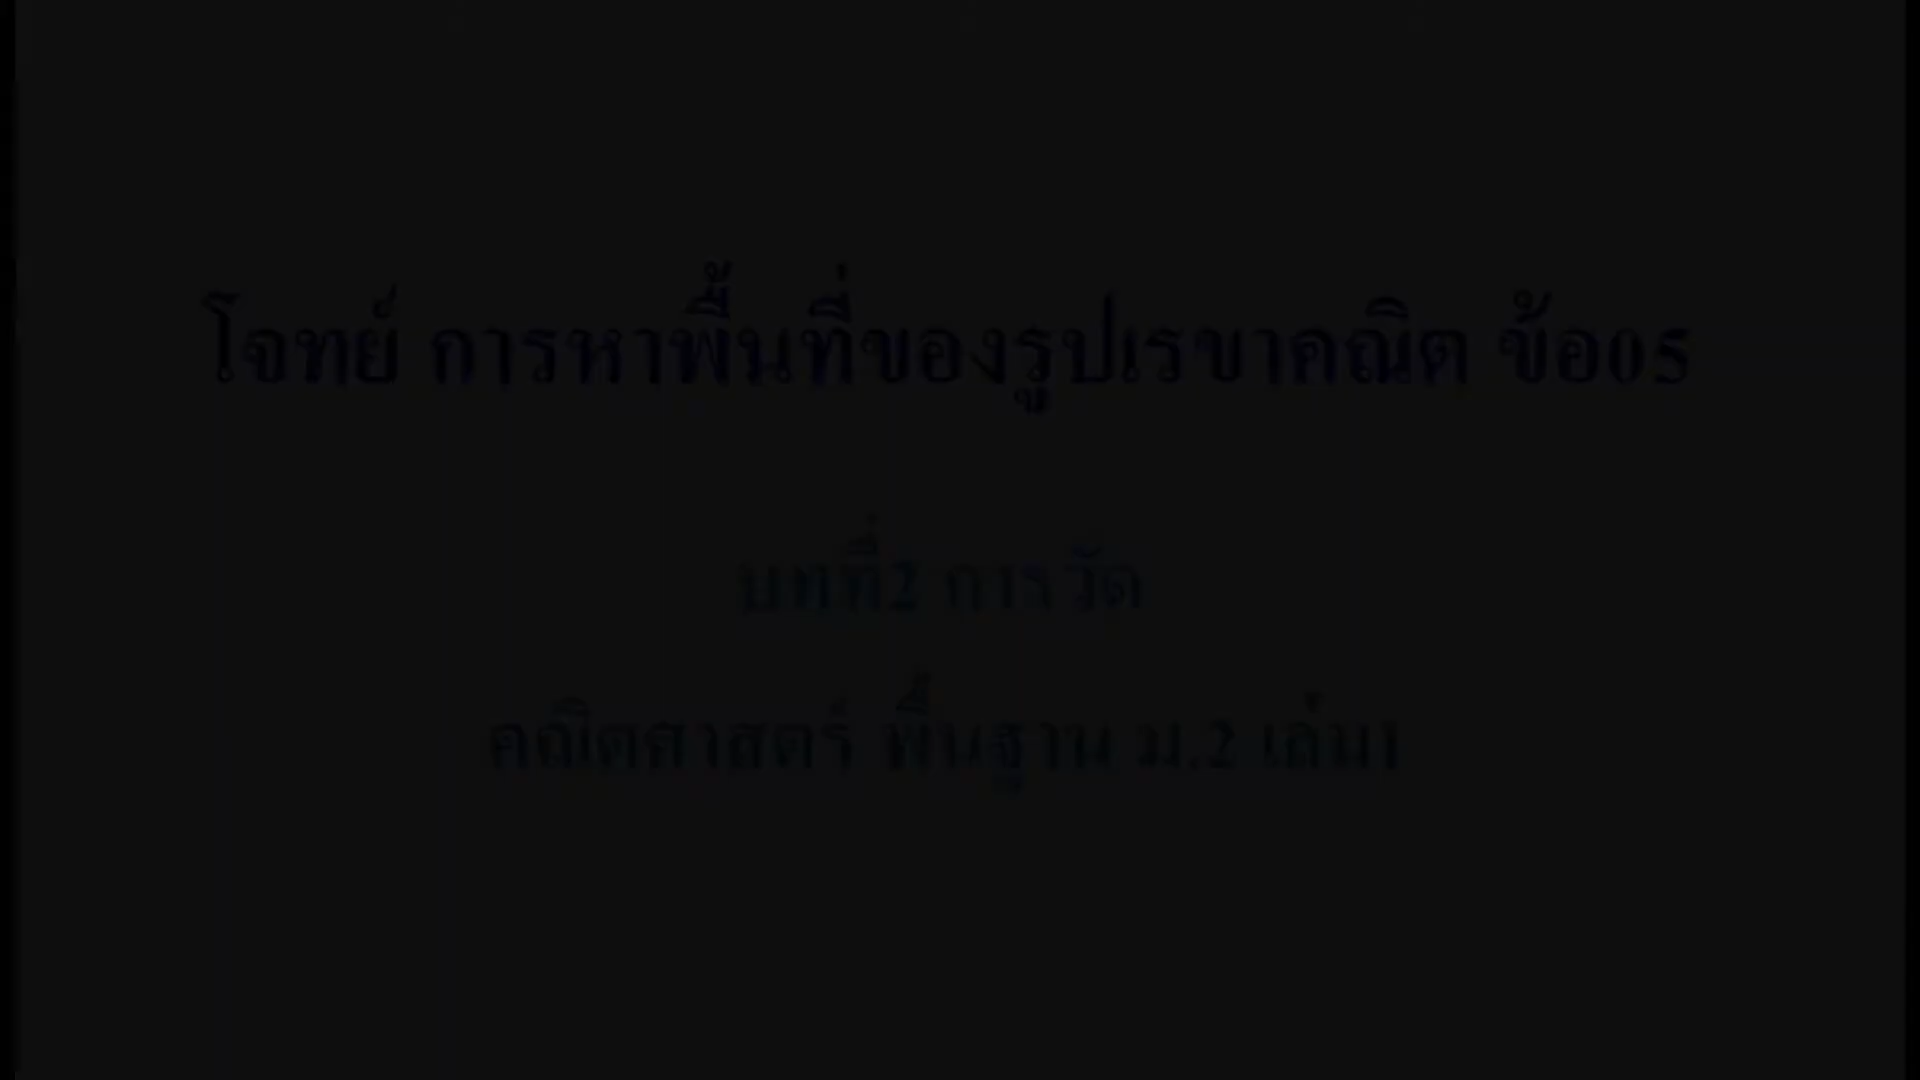 โจทย์ การหาพื้นที่ของรูปเรขาคณิต ข้อ05
บทที่2 การวัด
คณิตศาสตร์ พื้นฐาน ม.2 เล่ม1